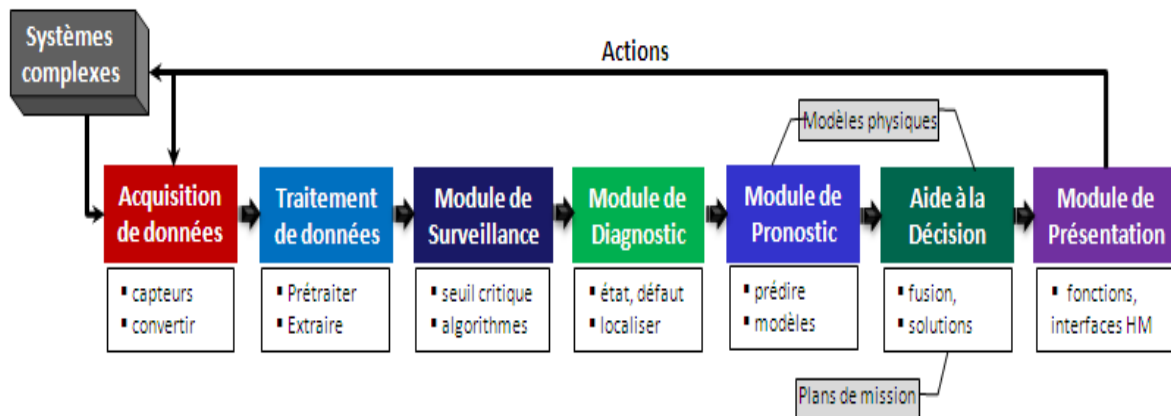 Systèmes
complexes
Actions
Modèles physiques
Acquisition
de données
Traitement
de données
Module de
Surveillance
Module de
Diagnostic
Module de
Pronostic
Aide à la
Décision
Module de
Présentation
▪ capteurs
▪ convertir
▪ Prétraiter
▪ Extraire
▪ seuil critique
▪ algorithmes
▪ état, défaut
▪ localiser
▪ prédire
▪ modèles
▪ fusion,
▪ solutions
▪ fonctions,
interfaces HM
Plans de mission